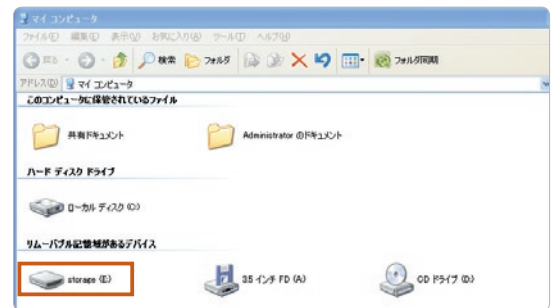 マイ コンピュータ
ファイル(F) 編集(E) 表示(V) お気に入り(A) ツール(T) ヘルプ(H)
戻る 検索 フォルダ フォルダの同期
アドレス(D) マイ コンピュータ
このコンピュータに保管されているファイル
共有ドキュメント Administrator のドキュメント
ハード ディスク ドライブ
ローカル ディスク (C:)
リムーバブル記憶域があるデバイス
storage (E:) 3.5 インチ FD (A:) CD ドライブ (D:)